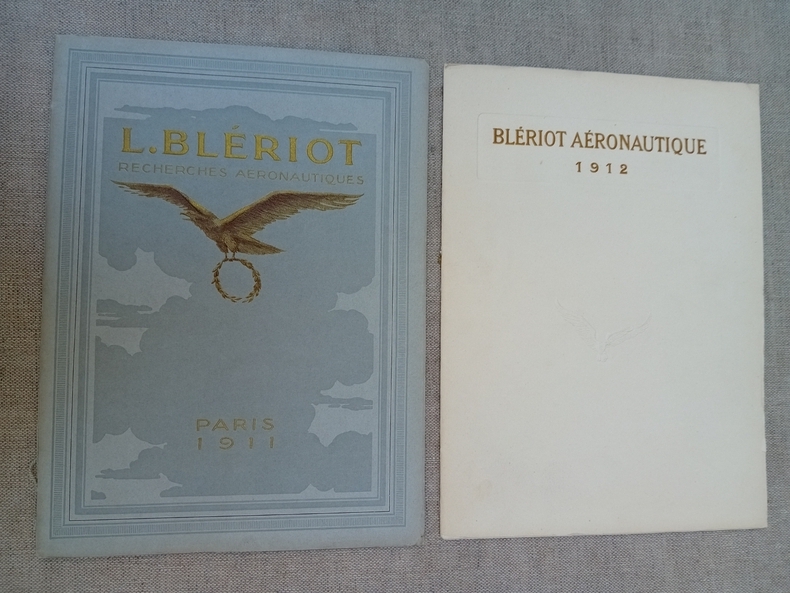 L.BLÉRIOT
RECHERCHES AÉRONAUTIQUES
PARIS
1911
BLÉRIOT AÉRONAUTIQUE
1912